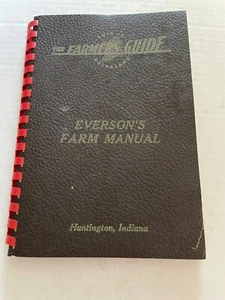 THE FARMER'S GUIDE
EVERSON'S
FARM MANUAL
Huntington, Indiana